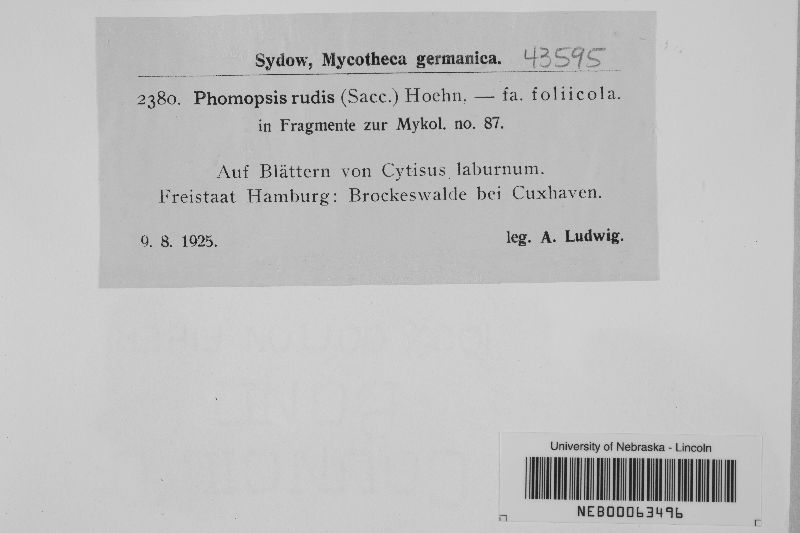 Sydow, Mycotheca germanica. 43595
2380. Phomopsis rudis (Sacc.) Hoehn. — fa. foliicola.
in Fragmente zur Mykol. no. 87.
Auf Blättern von Cytisus laburnum.
Freistaat Hamburg: Brockeswalde bei Cuxhaven.
9. 8. 1925. leg. A. Ludwig.
University of Nebraska - Lincoln
NEB00063496